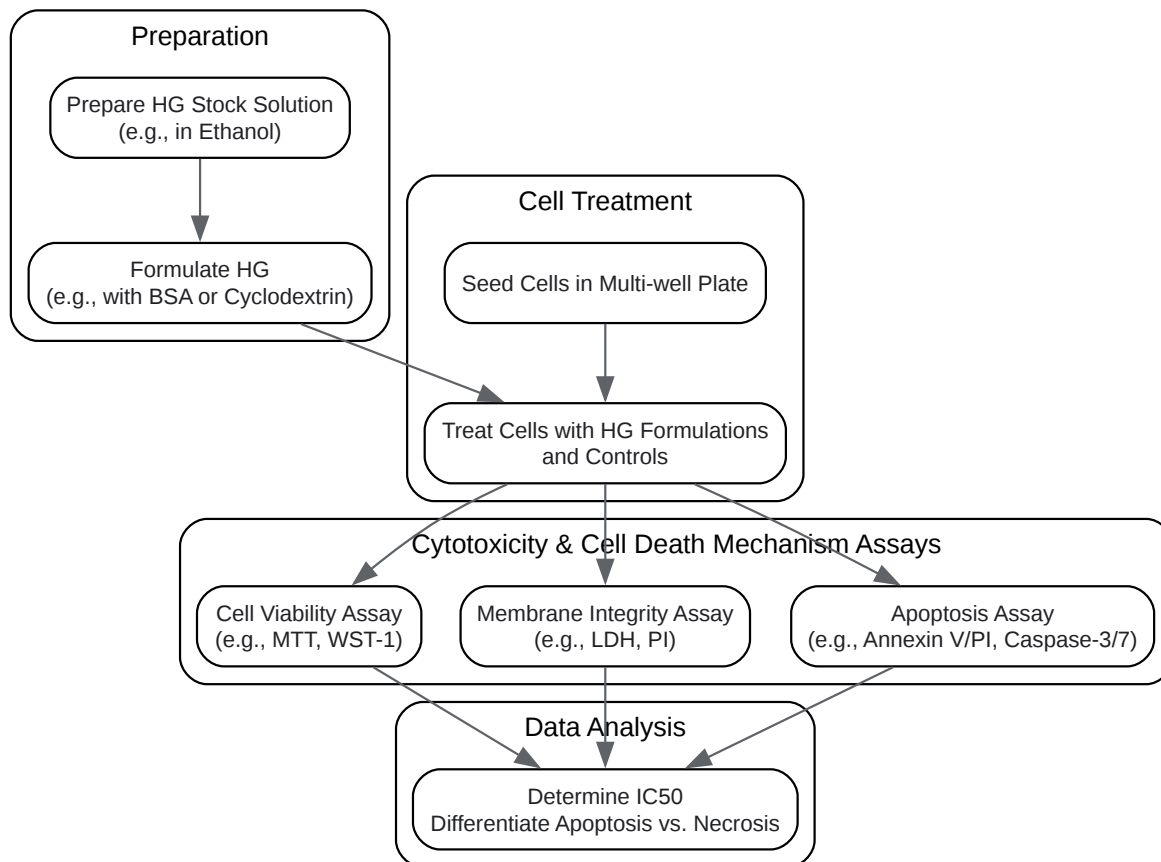 Preparation
Prepare HG Stock Solution
(e.g., in Ethanol)
Formulate HG
(e.g., with BSA or Cyclodextrin)
Cell Treatment
Seed Cells in Multi-well Plate
Treat Cells with HG Formulations
and Controls
Cytotoxicity & Cell Death Mechanism Assays
Cell Viability Assay
(e.g., MTT, WST-1)
Membrane Integrity Assay
(e.g., LDH, PI)
Apoptosis Assay
(e.g., Annexin V/PI, Caspase-3/7)
Data Analysis
Determine IC50
Differentiate Apoptosis vs. Necrosis